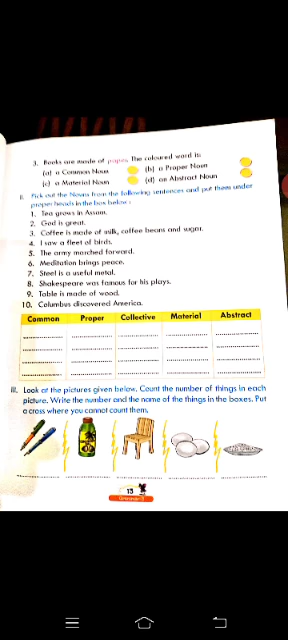 3. Books are made of paper. The coloured word is:
(a) a Common Noun (b) a Proper Noun
(c) a Material Noun (d) an Abstract Noun
II. Pick out the Nouns from the following sentences and put them under
proper heads in the box below :
1. Tea grows in Assam.
2. God is great.
3. Coffee is made of milk, coffee beans and sugar.
4. I saw a fleet of birds.
5. The army marched forward.
6. Meditation brings peace.
7. Steel is a useful metal.
8. Shakespeare was famous for his plays.
9. Table is made of wood.
10. Columbus discovered America.
Common Proper Collective Material Abstract
III. Look at the pictures given below. Count the number of things in each
picture. Write the number and the name of the things in the boxes. Put
a cross where you cannot count them.
13